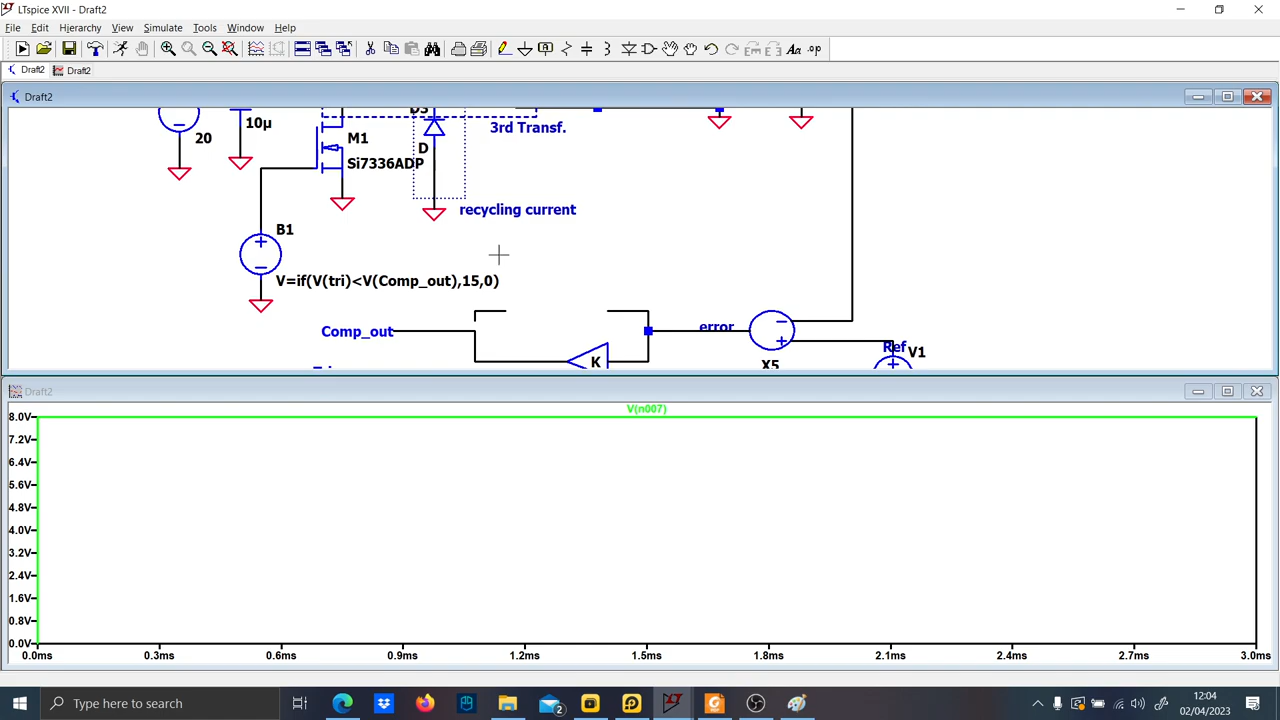 LTspice XVII - Draft2
File Edit Hierarchy View Simulate Tools Window Help
Draft2 Draft2
Draft2
10µ
20
M1
Si7336ADP
D
3rd Transf.
recycling current
B1
V=if(V(tri)<V(Comp_out),15,0)
Comp_out
K
error
X5
Ref
V1
Draft2
V(n007)
8.0V
7.2V
6.4V
5.6V
4.8V
4.0V
3.2V
2.4V
1.6V
0.8V
0.0V
0.0ms 0.3ms 0.6ms 0.9ms 1.2ms 1.5ms 1.8ms 2.1ms 2.4ms 2.7ms 3.0ms
Type here to search
2
12:04
02/04/2023